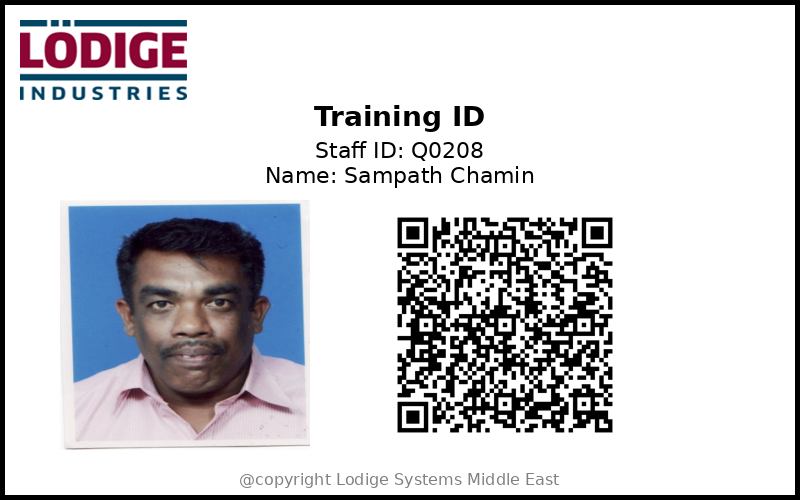 LÖDIGE
INDUSTRIES
Training ID
Staff ID: Q0208
Name: Sampath Chamin
@copyright Lodige Systems Middle East